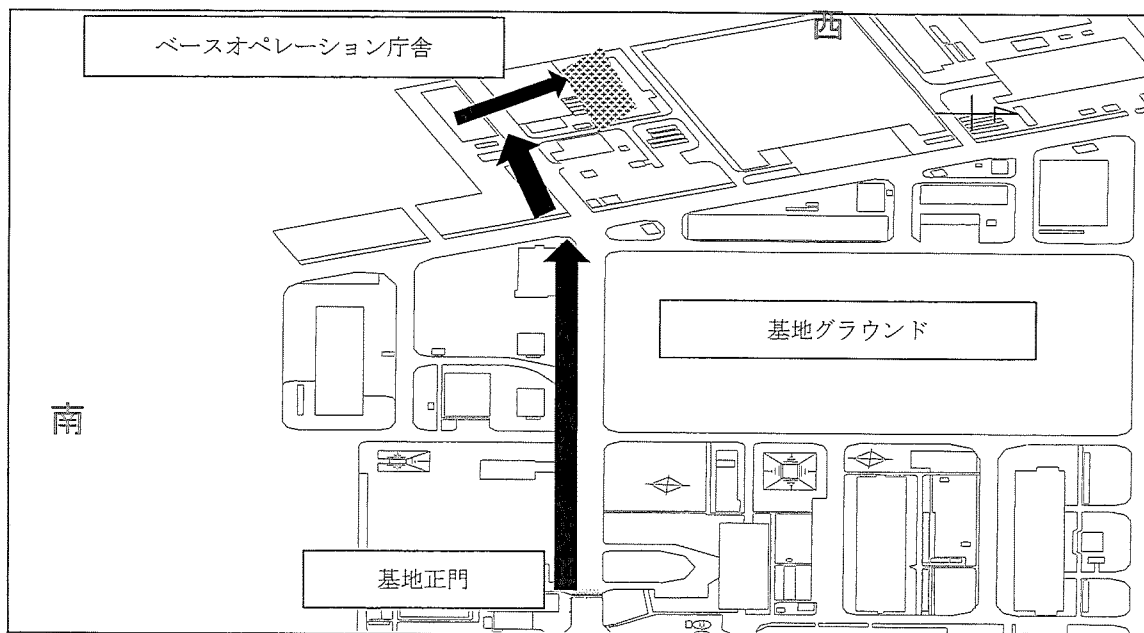 西
ベースオペレーション庁舎
基地グラウンド
南
基地正門